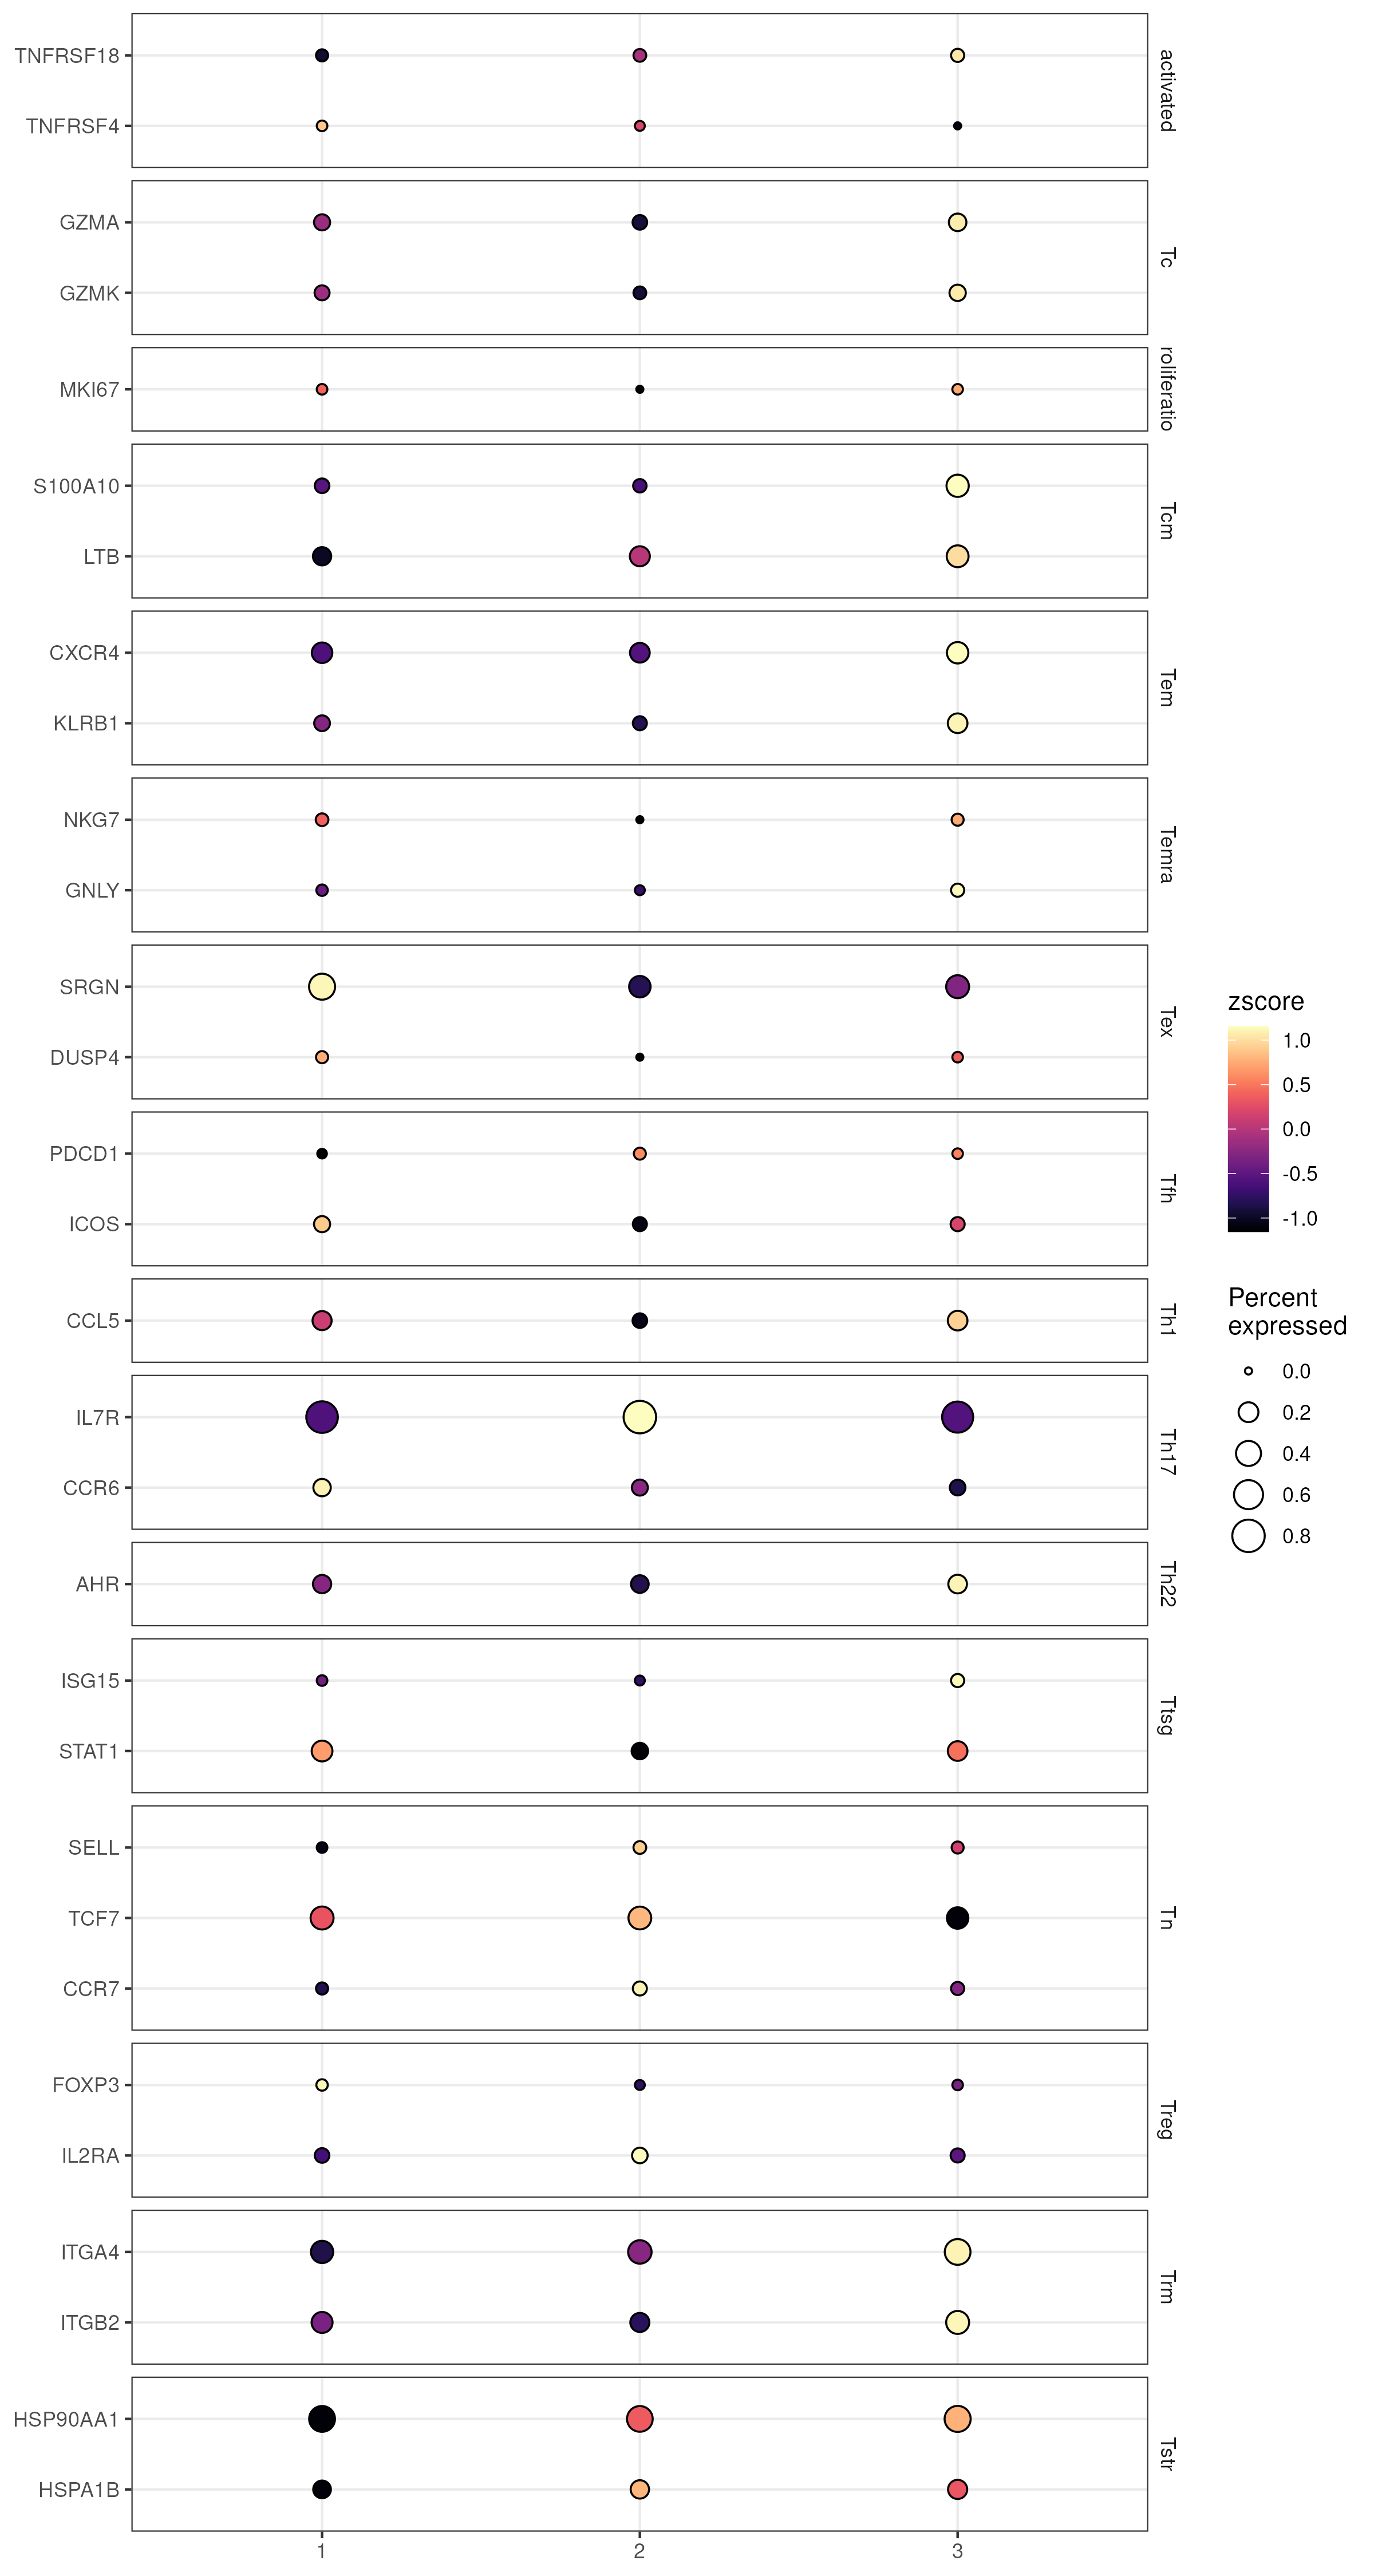 TNFRSF18
TNFRSF4
activated
GZMA
GZMK
Tc
MKI67
roliferatio
S100A10
LTB
Tcm
CXCR4
KLRB1
Tem
NKG7
GNLY
Temra
SRGN
DUSP4
Tex
PDCD1
ICOS
Tfh
CCL5
Th1
IL7R
CCR6
Th17
AHR
Th22
ISG15
STAT1
Ttsg
SELL
TCF7
CCR7
Tn
FOXP3
IL2RA
Treg
ITGA4
ITGB2
Trm
HSP90AA1
HSPA1B
Tstr
1 2 3
zscore
1.0
0.5
0.0
-0.5
-1.0
Percent
expressed
0.0
0.2
0.4
0.6
0.8